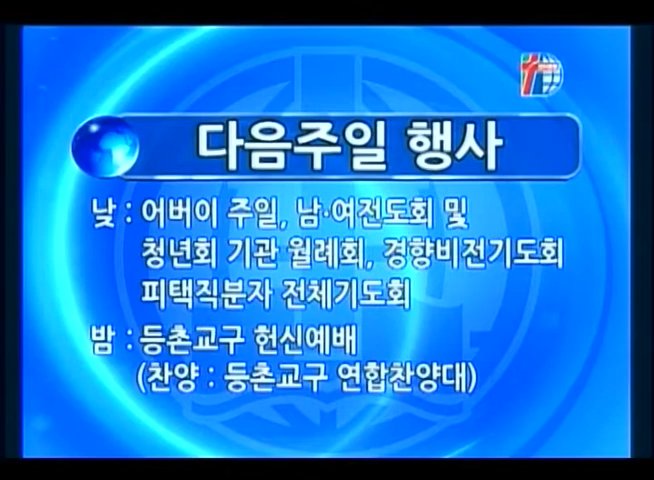 다음주일 행사
낮 : 어버이 주일, 남·여전도회 및
청년회 기관 월례회, 경향비전기도회
피택직분자 전체기도회
밤 : 등촌교구 헌신예배
(찬양 : 등촌교구 연합찬양대)